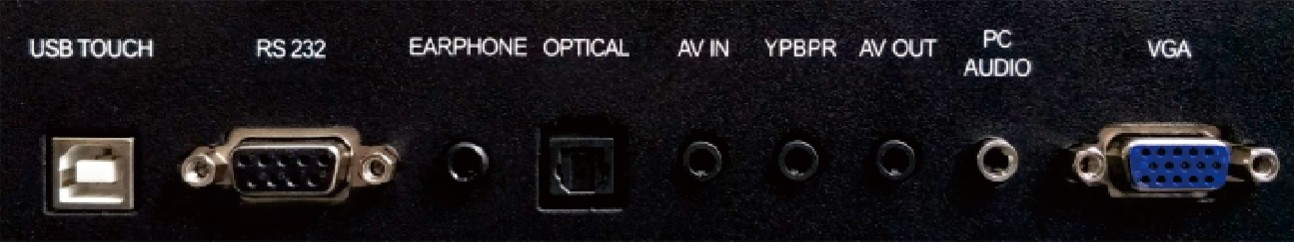 USB TOUCH
RS 232
EARPHONE
OPTICAL
AV IN
YPBPR
AV OUT
PC
AUDIO
VGA